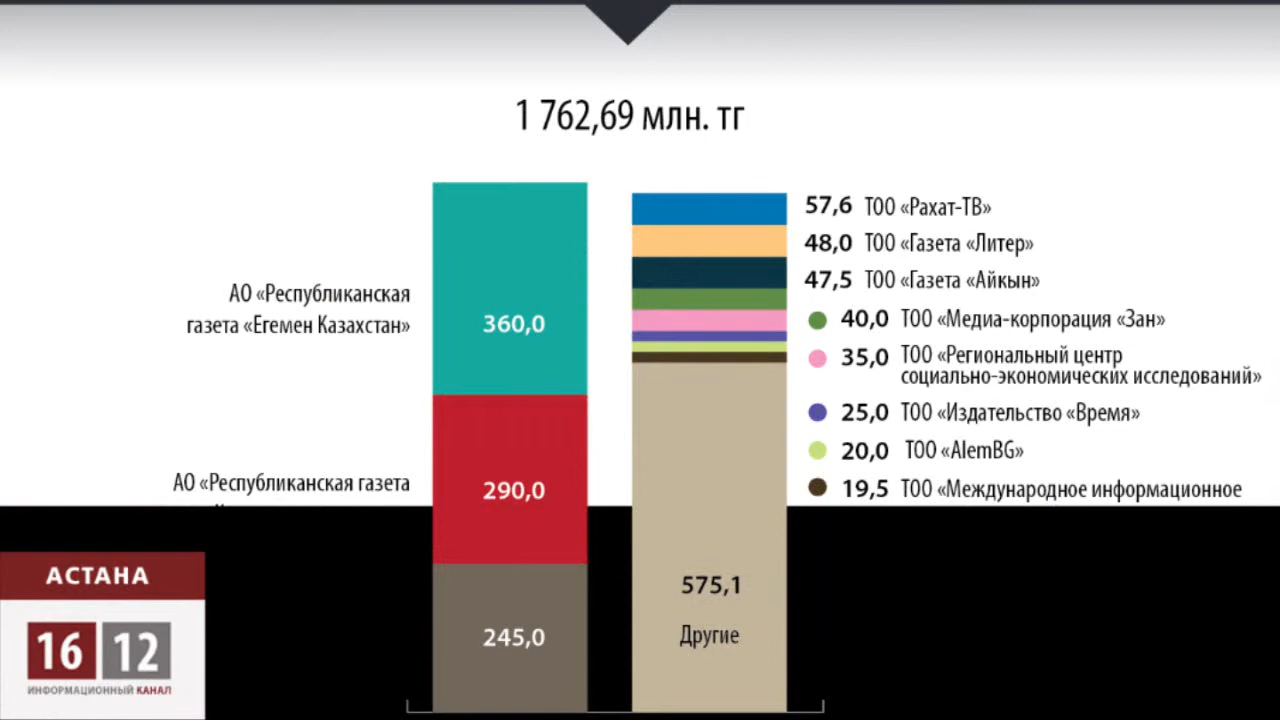 1 762,69 млн. тг
АО «Республиканская
газета «Егемен Казахстан»
360,0
АО «Республиканская газета
290,0
245,0
57,6 ТОО «Рахат-ТВ»
48,0 ТОО «Газета «Литер»
47,5 ТОО «Газета «Айкын»
40,0 ТОО «Медиа-корпорация «Зан»
35,0 ТОО «Региональный центр
социально-экономических исследований»
25,0 ТОО «Издательство «Время»
20,0 ТОО «AlemBG»
19,5 ТОО «Международное информационное
575,1
Другие
АСТАНА
16 12
ИНФОРМАЦИОННЫЙ КАНАЛ